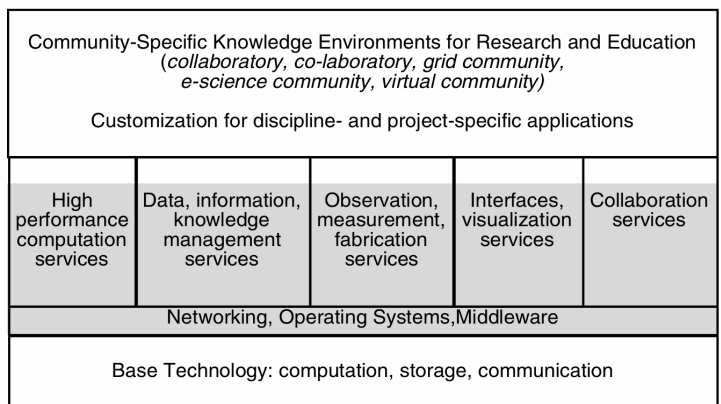 Community-Specific Knowledge Environments for Research and Education
(collaboratory, co-laboratory, grid community,
e-science community, virtual community)
Customization for discipline- and project-specific applications
High
performance
computation
services
Data, information,
knowledge
management
services
Observation,
measurement,
fabrication
services
Interfaces,
visualization
services
Collaboration
services
Networking, Operating Systems,Middleware
Base Technology: computation, storage, communication